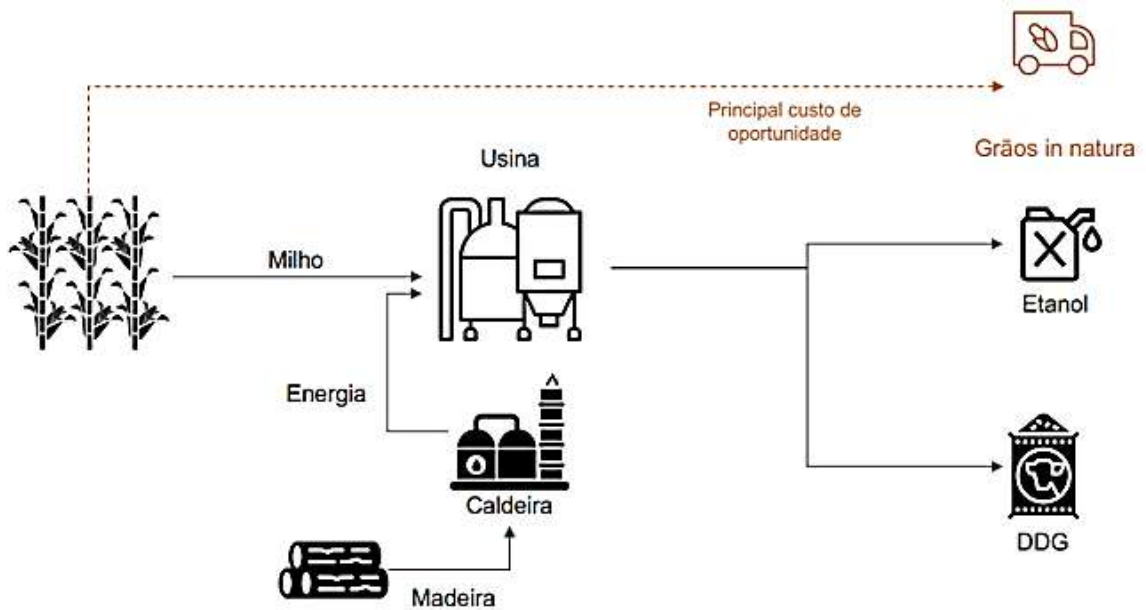 Principal custo de
oportunidade
Grãos in natura
Usina
Milho
Etanol
Energia
Caldeira
DDG
Madeira